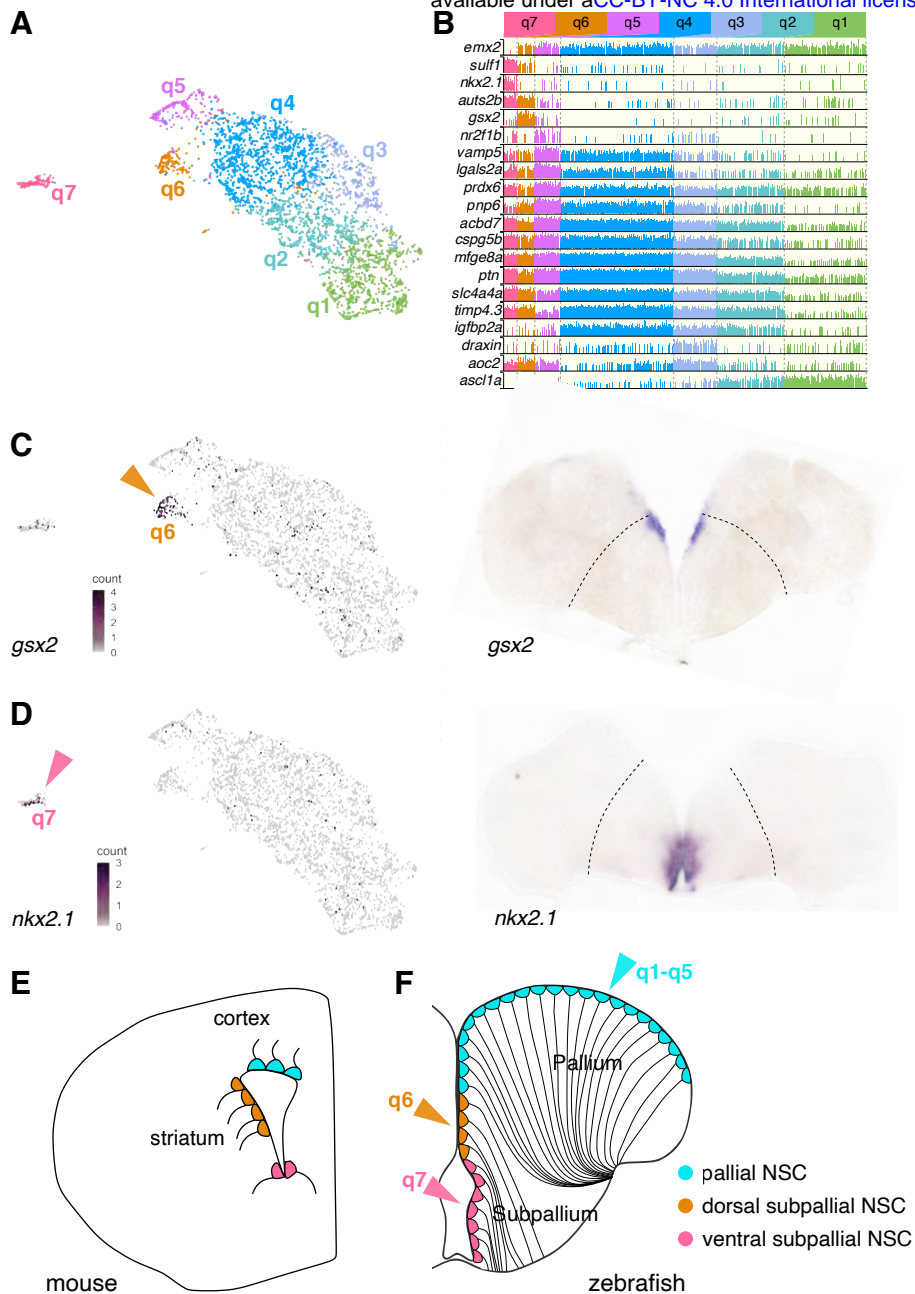 available under aCC-BY-NC 4.0 International licens
A
q5
q4
q3
q6
q7
q2
q1
B
q7 q6 q5 q4 q3 q2 q1
emx2
sulf1
nkx2.1
auts2b
gsx2
nr2f1b
vamp5
lgals2a
prdx6
pnp6
acbd7
cspg5b
mfge8a
ptn
slc4a4a
timp4.3
igfbp2a
draxin
aoc2
ascl1a
C
q6
count
4
3
2
1
0
gsx2
gsx2
D
q7
count
3
2
1
0
nkx2.1
nkx2.1
E
cortex
striatum
mouse
F
q1-q5
Pallium
q6
q7
Subpallium
pallial NSC
dorsal subpallial NSC
ventral subpallial NSC
zebrafish